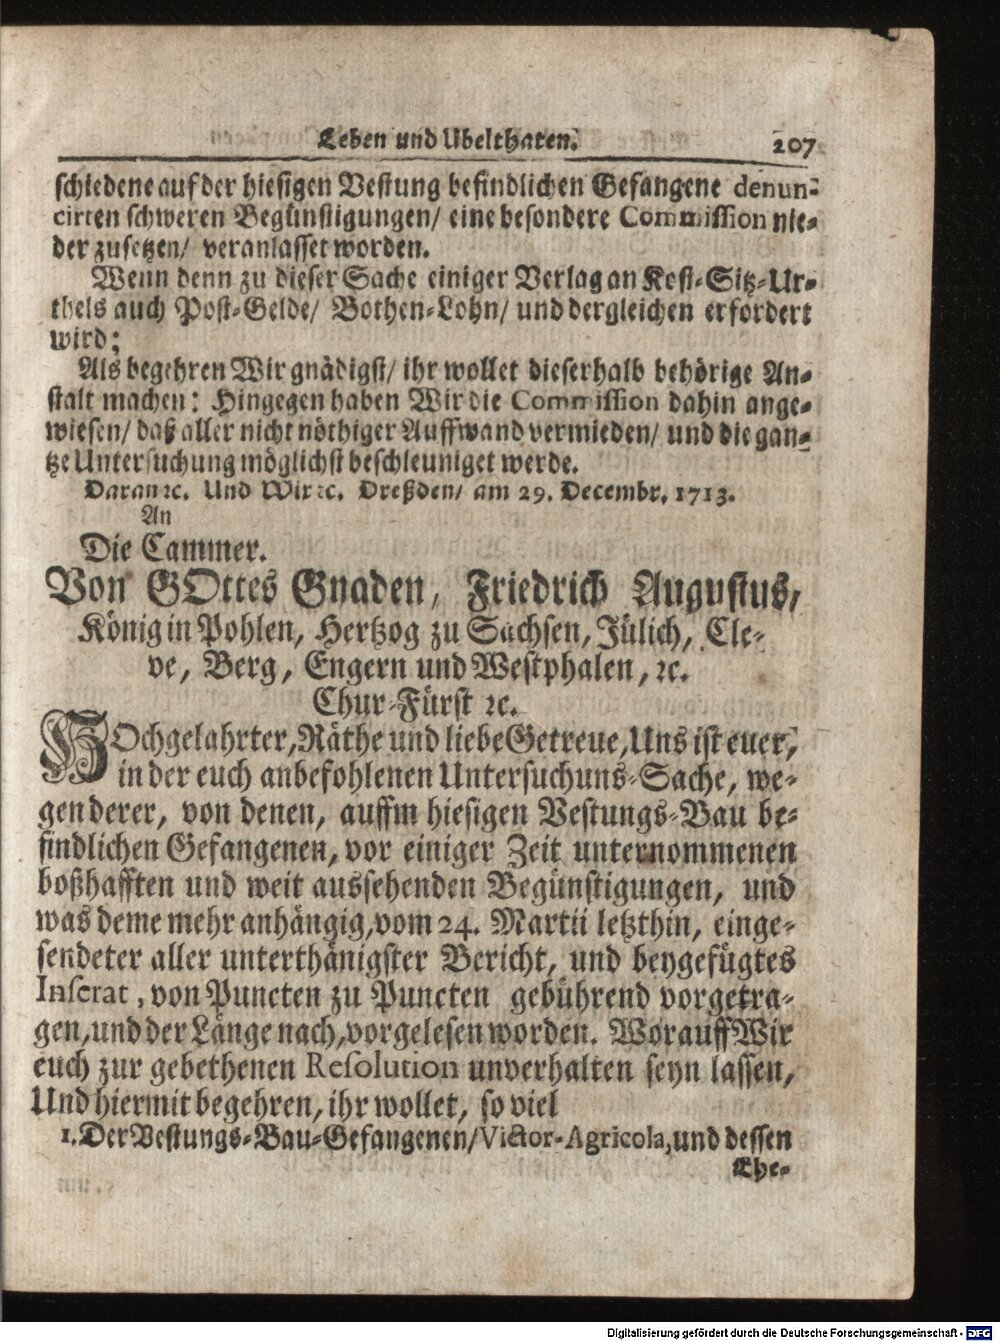 Leben und Ubelthaten. 207
schiedene auf der hiesigen Vestung befindlichen Gefangene denun-
cirten schweren Begünstigungen/ eine besondere Commission nie-
der zusetzen/ veranlasset worden.
Wenn denn zu dieser Sache einiger Verlag an Kost-Sitz-Ur-
thels auch Post-Gelde/ Bothen-Lohn/ und dergleichen erfordert
wird;
Als begehren Wir gnädigst/ ihr wollet dieserhalb behörige An-
stalt machen: Hingegen haben Wir die Commission dahin ange-
wiesen/ daß aller nicht nöthiger Auffwand vermieden/ und die gan-
tze Untersuchung möglichst beschleuniget werde.
Daran ꝛc. Und Wir ꝛc. Dreßden/ am 29. Decembr. 1713.
An
Die Cammer.
Von GOttes Gnaden, Friedrich Augustus,
König in Pohlen, Hertzog zu Sachsen, Jülich, Cle-
ve, Berg, Engern und Westphalen, ꝛc.
Chur-Fürst ꝛc.
HOchgelahrter, Räthe und liebe Getreue, Uns ist euer,
in der euch anbefohlenen Untersuchuns-Sache, we-
gen derer, von denen, auffm hiesigen Vestungs-Bau be-
findlichen Gefangenen, vor einiger Zeit unternommenen
boßhafften und weit aussehenden Begünstigungen, und
was deme mehr anhängig, vom 24. Martii letzthin, einge-
sendeter aller unterthänigster Bericht, und beygefügtes
Inserat, von Puncten zu Puncten gebührend vorgetra-
gen, und der Länge nach, vorgelesen worden. Worauff Wir
euch zur gebethenen Resolution unverhalten seyn lassen,
Und hiermit begehren, ihr wollet, so viel
1. Der Vestungs-Bau-Gefangenen/ Victor-Agricola, und dessen
Ehe-
Digitalisierung gefördert durch die Deutsche Forschungsgemeinschaft - DFG